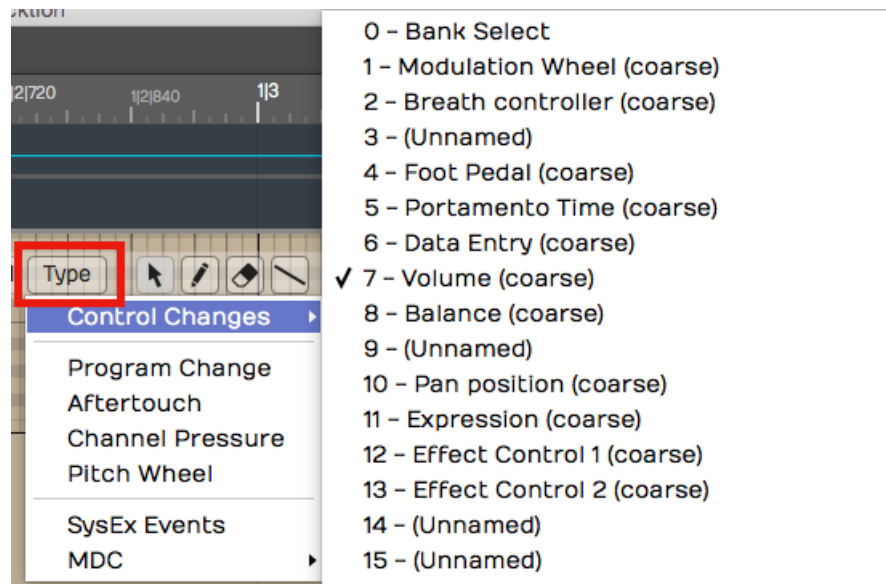 2|720 1|2|840 1|3
Type
Control Changes
Program Change
Aftertouch
Channel Pressure
Pitch Wheel
SysEx Events
MDC
0 – Bank Select
1 – Modulation Wheel (coarse)
2 – Breath controller (coarse)
3 – (Unnamed)
4 – Foot Pedal (coarse)
5 – Portamento Time (coarse)
6 – Data Entry (coarse)
✓ 7 – Volume (coarse)
8 – Balance (coarse)
9 – (Unnamed)
10 – Pan position (coarse)
11 – Expression (coarse)
12 – Effect Control 1 (coarse)
13 – Effect Control 2 (coarse)
14 – (Unnamed)
15 – (Unnamed)